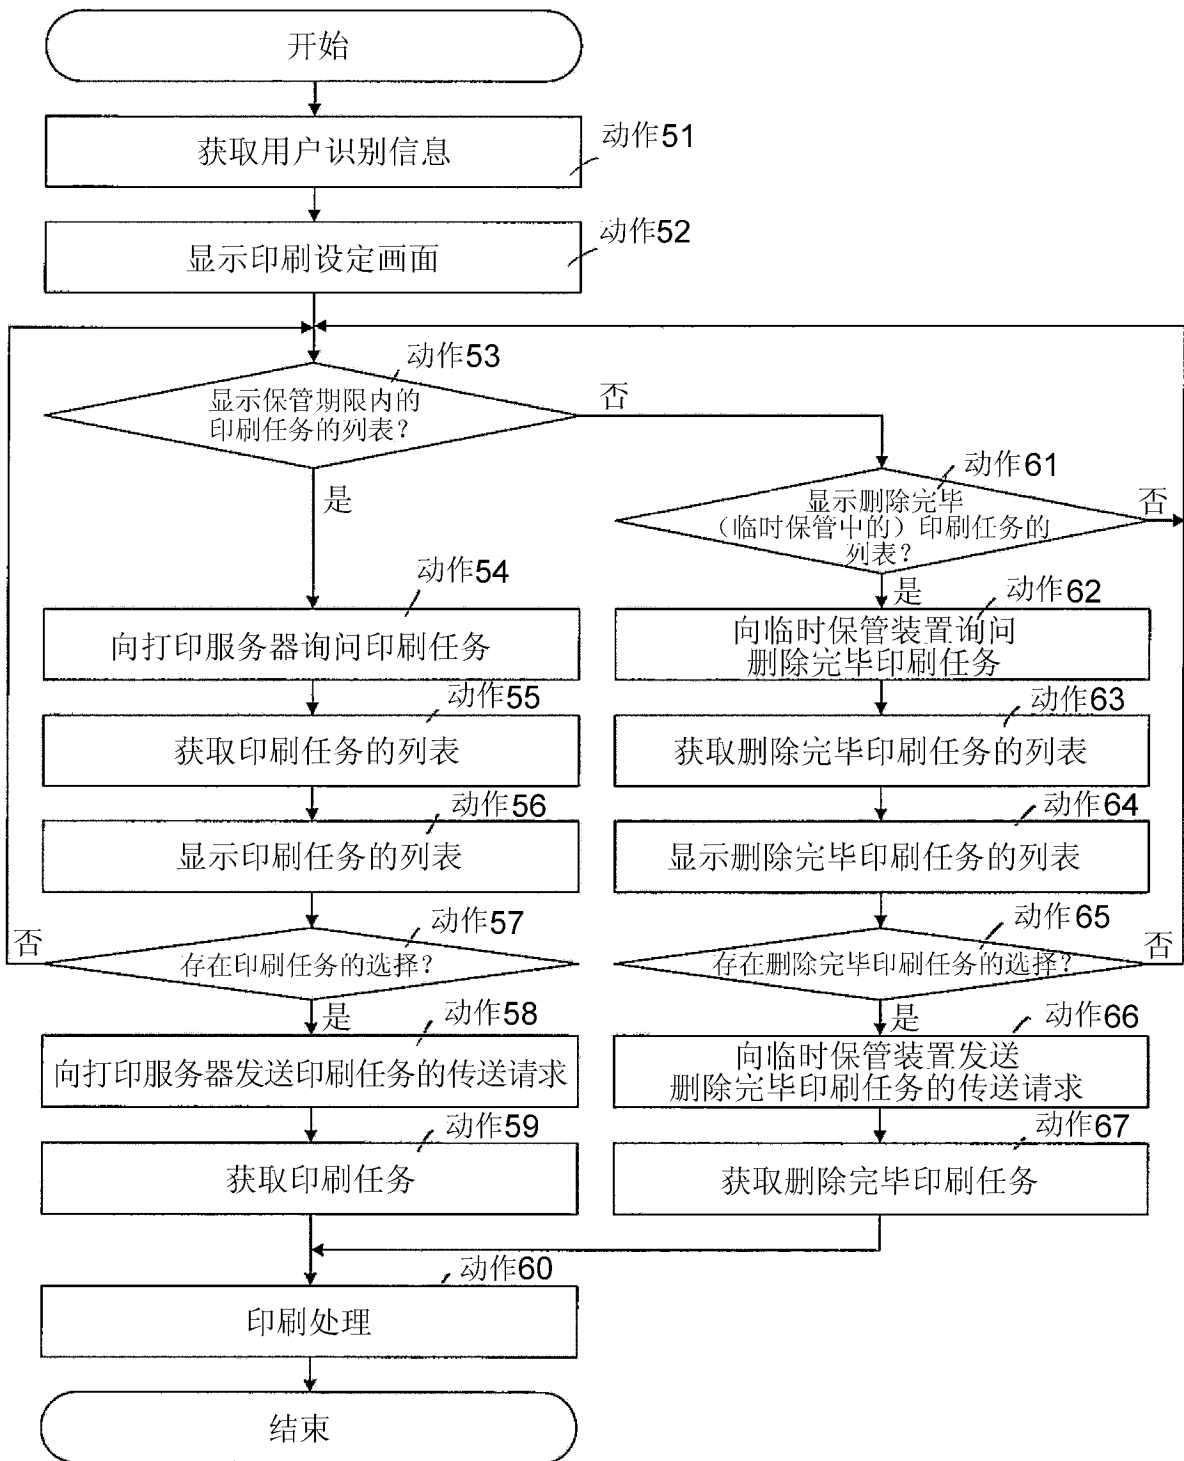 开始
动作51
获取用户识别信息
动作52
显示印刷设定画面
动作53
显示保管期限内的
印刷任务的列表？
否
是
动作61
显示删除完毕
（临时保管中的）印刷任务的
列表？
否
是
动作54
向打印服务器询问印刷任务
动作62
向临时保管装置询问
删除完毕印刷任务
动作55
获取印刷任务的列表
动作63
获取删除完毕印刷任务的列表
动作56
显示印刷任务的列表
动作64
显示删除完毕印刷任务的列表
动作57
否
存在印刷任务的选择？
是
动作65
存在删除完毕印刷任务的选择？
否
是
动作58
向打印服务器发送印刷任务的传送请求
动作66
向临时保管装置发送
删除完毕印刷任务的传送请求
动作59
获取印刷任务
动作67
获取删除完毕印刷任务
动作60
印刷处理
结束